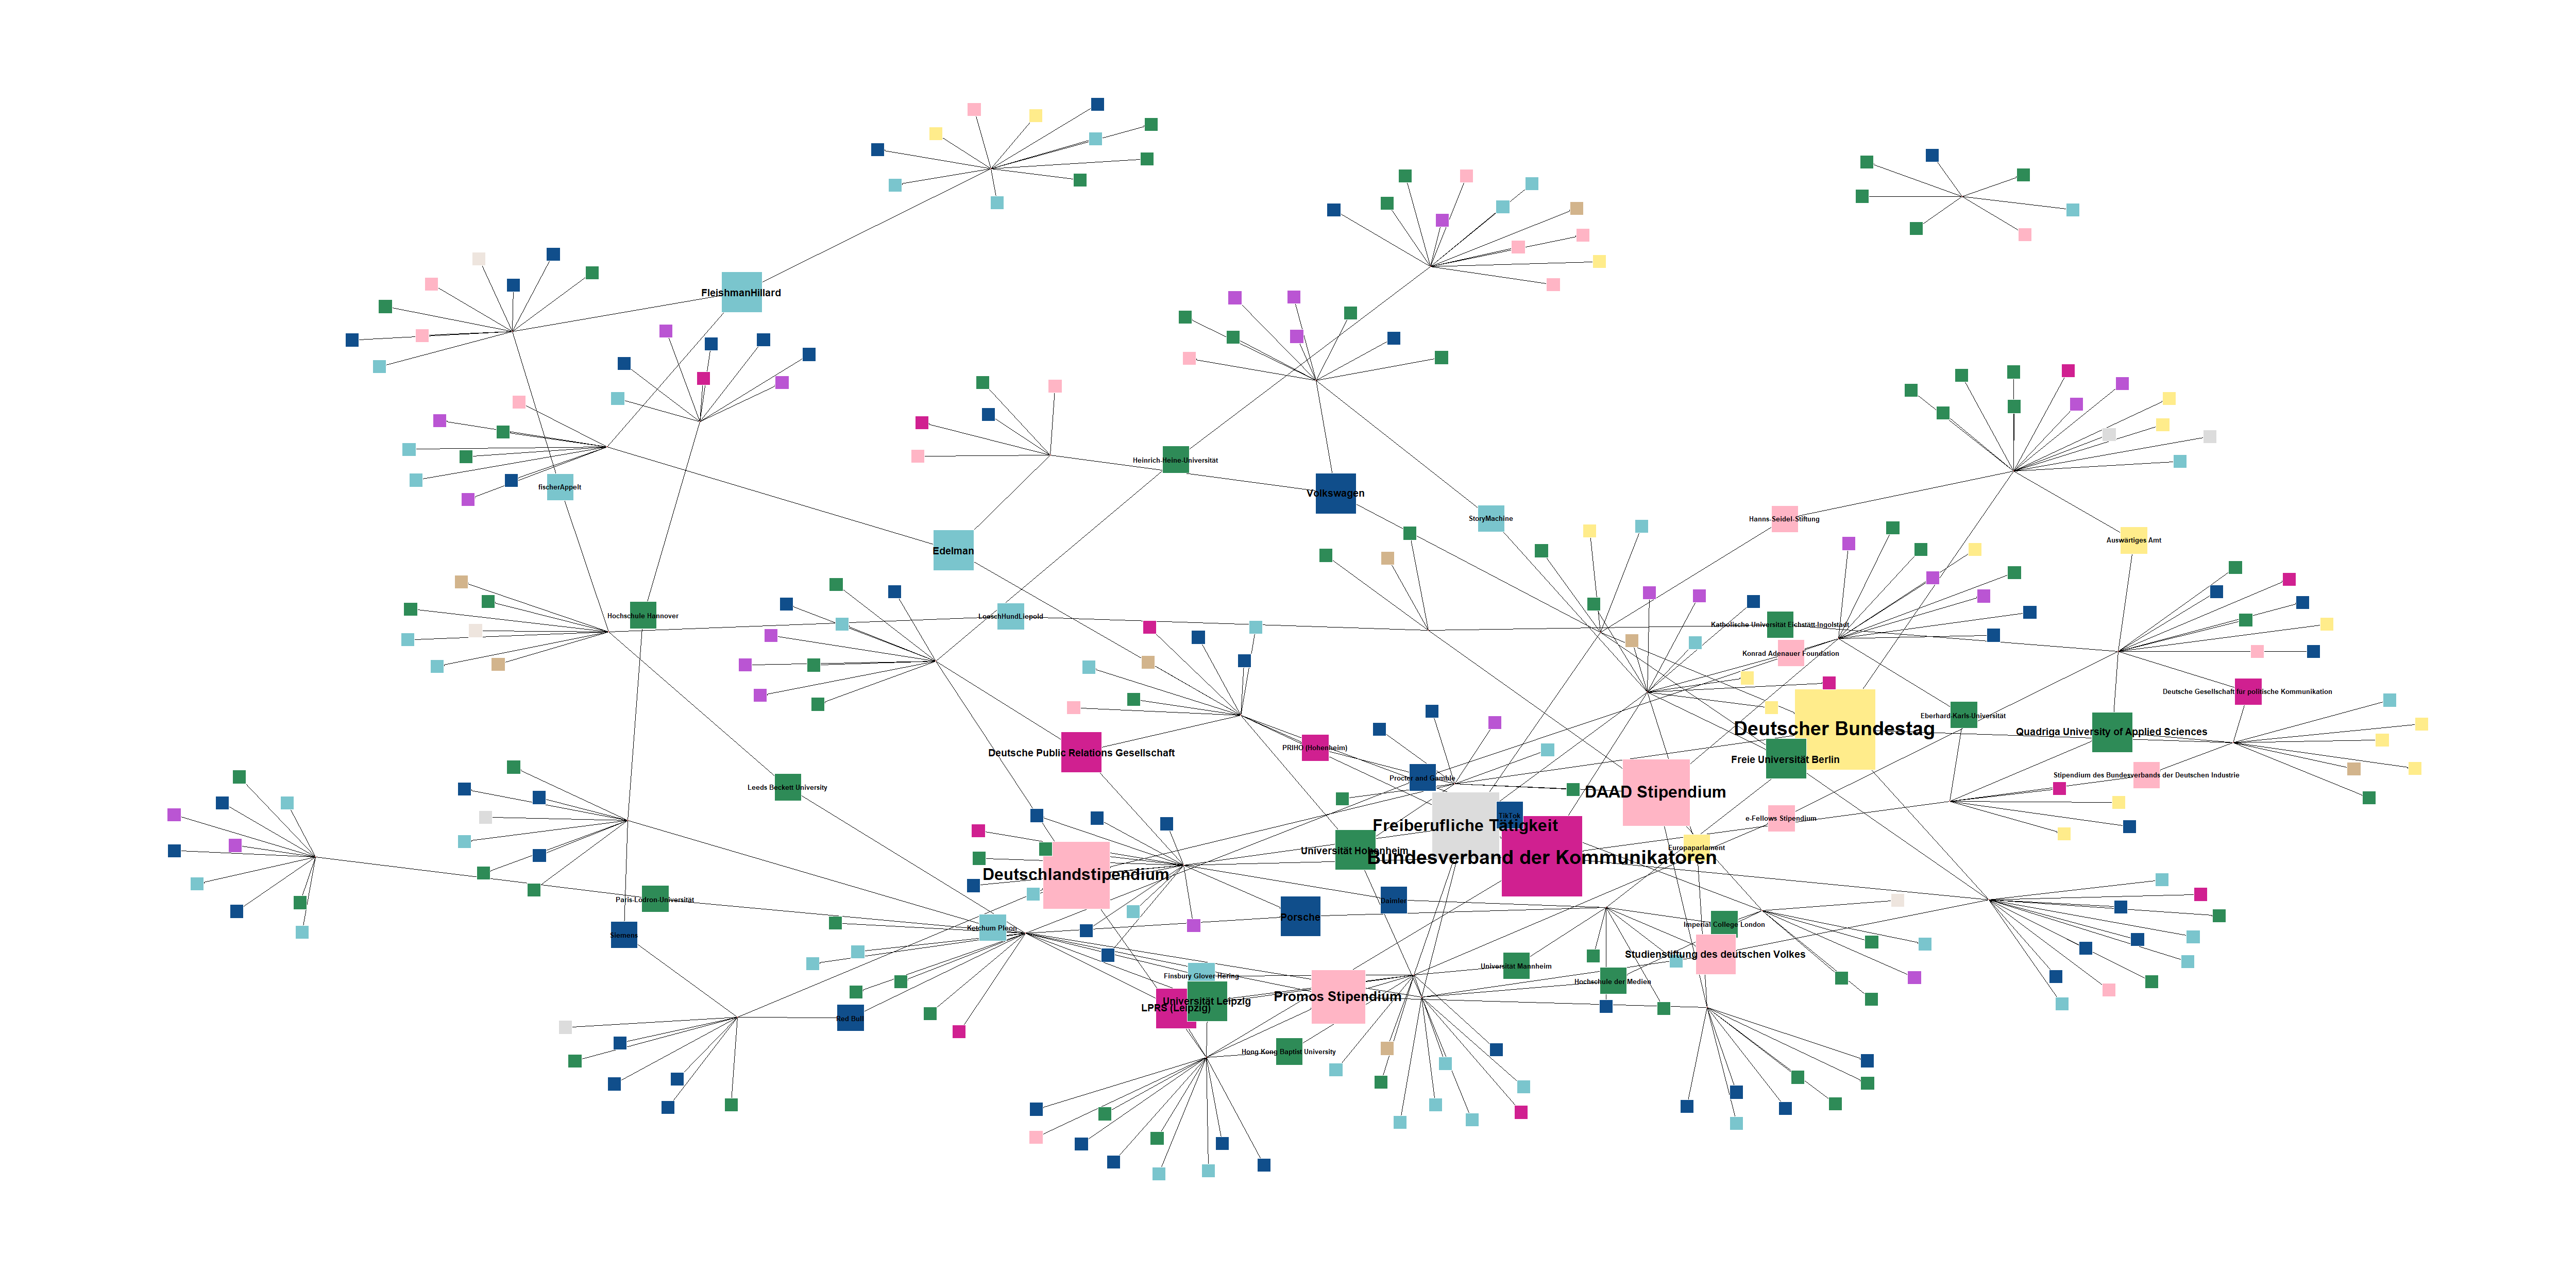 FleishmanHillard
Heinrich-Heine-Universität
fischerAppelt
Volkswagen
StoryMachine
Hanns-Seidel-Stiftung
Auswärtiges Amt
Edelman
Hochschule Hannover
LoeschHundLiepold
Katholische Universität Eichstätt-Ingolstadt
Konrad Adenauer Foundation
Deutsche Gesellschaft für politische Kommunikation
Eberhard-Karls-Universität
Deutscher Bundestag
Quadriga University of Applied Sciences
PRIHO (Hohenheim)
Deutsche Public Relations Gesellschaft
Freie Universität Berlin
Stipendium des Bundesverbands der Deutschen Industrie
Procter and Gamble
Leeds Beckett University
DAAD Stipendium
TikTok
e-Fellows Stipendium
Freiberufliche Tätigkeit
Universität Hohenheim
Europaparlament
Bundesverband der Kommunikatoren
Deutschlandstipendium
Paris-Lodron-Universität
Daimler
Porsche
Imperial College London
Ketchum Pleon
Siemens
Studienstiftung des deutschen Volkes
Universität Mannheim
Finsbury Glover Hering
Hochschule der Medien
Promos Stipendium
Universität Leipzig
LPRS (Leipzig)
Red Bull
Hong Kong Baptist University